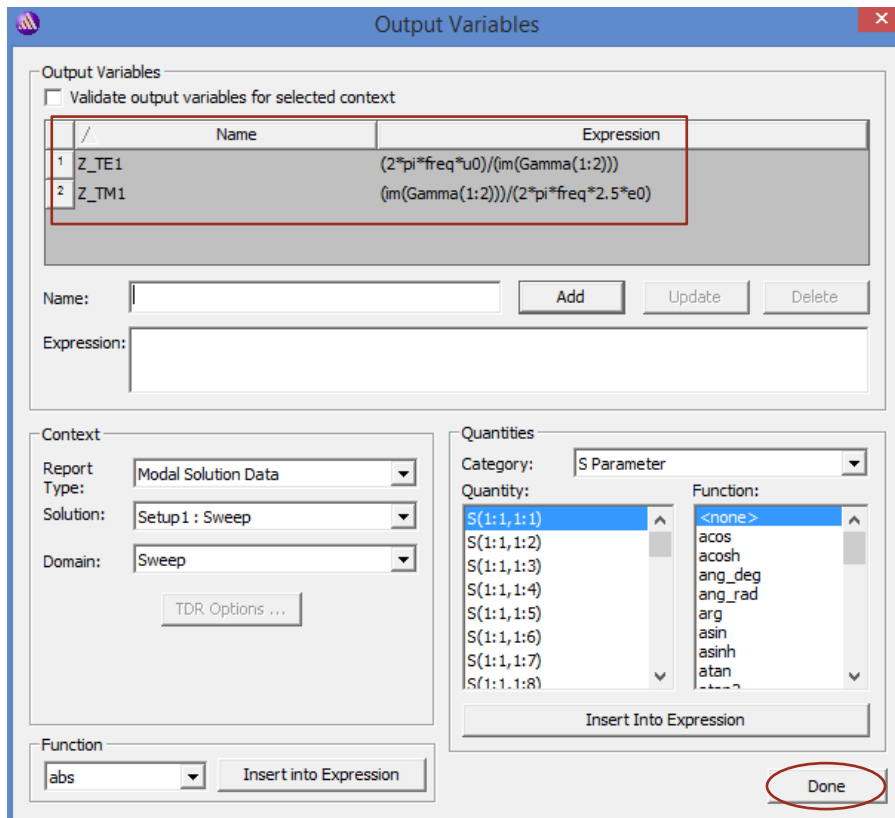 Output Variables
Output Variables
Validate output variables for selected context
Name Expression
1 Z_TE1 (2*pi*freq*u0)/(im(Gamma(1:2)))
2 Z_TM1 (im(Gamma(1:2)))/(2*pi*freq*2.5*e0)
Name: Add Update Delete
Expression:
Context
Report Type: Modal Solution Data
Solution: Setup1 : Sweep
Domain: Sweep
TDR Options ...
Quantities
Category: S Parameter
Quantity: Function:
S(1:1,1:1) <none>
S(1:1,1:2) acos
S(1:1,1:3) acosh
S(1:1,1:4) ang_deg
S(1:1,1:5) ang_rad
S(1:1,1:6) arg
S(1:1,1:7) asin
S(1:1,1:8) asinh
atan
atan2
Insert Into Expression
Function
abs Insert into Expression
Done